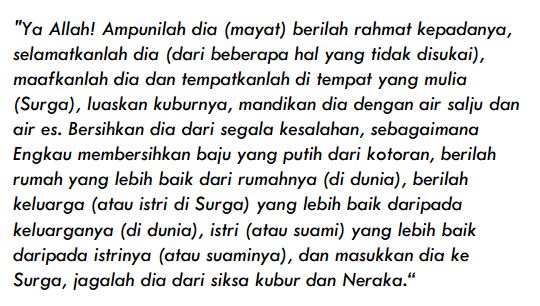 "Ya Allah! Ampunilah dia (mayat) berilah rahmat kepadanya,
selamatkanlah dia (dari beberapa hal yang tidak disukai),
maafkanlah dia dan tempatkanlah di tempat yang mulia
(Surga), luaskan kuburnya, mandikan dia dengan air salju dan
air es. Bersihkan dia dari segala kesalahan, sebagaimana
Engkau membersihkan baju yang putih dari kotoran, berilah
rumah yang lebih baik dari rumahnya (di dunia), berilah
keluarga (atau istri di Surga) yang lebih baik daripada
keluarganya (di dunia), istri (atau suami) yang lebih baik
daripada istrinya (atau suaminya), dan masukkan dia ke
Surga, jagalah dia dari siksa kubur dan Neraka.“